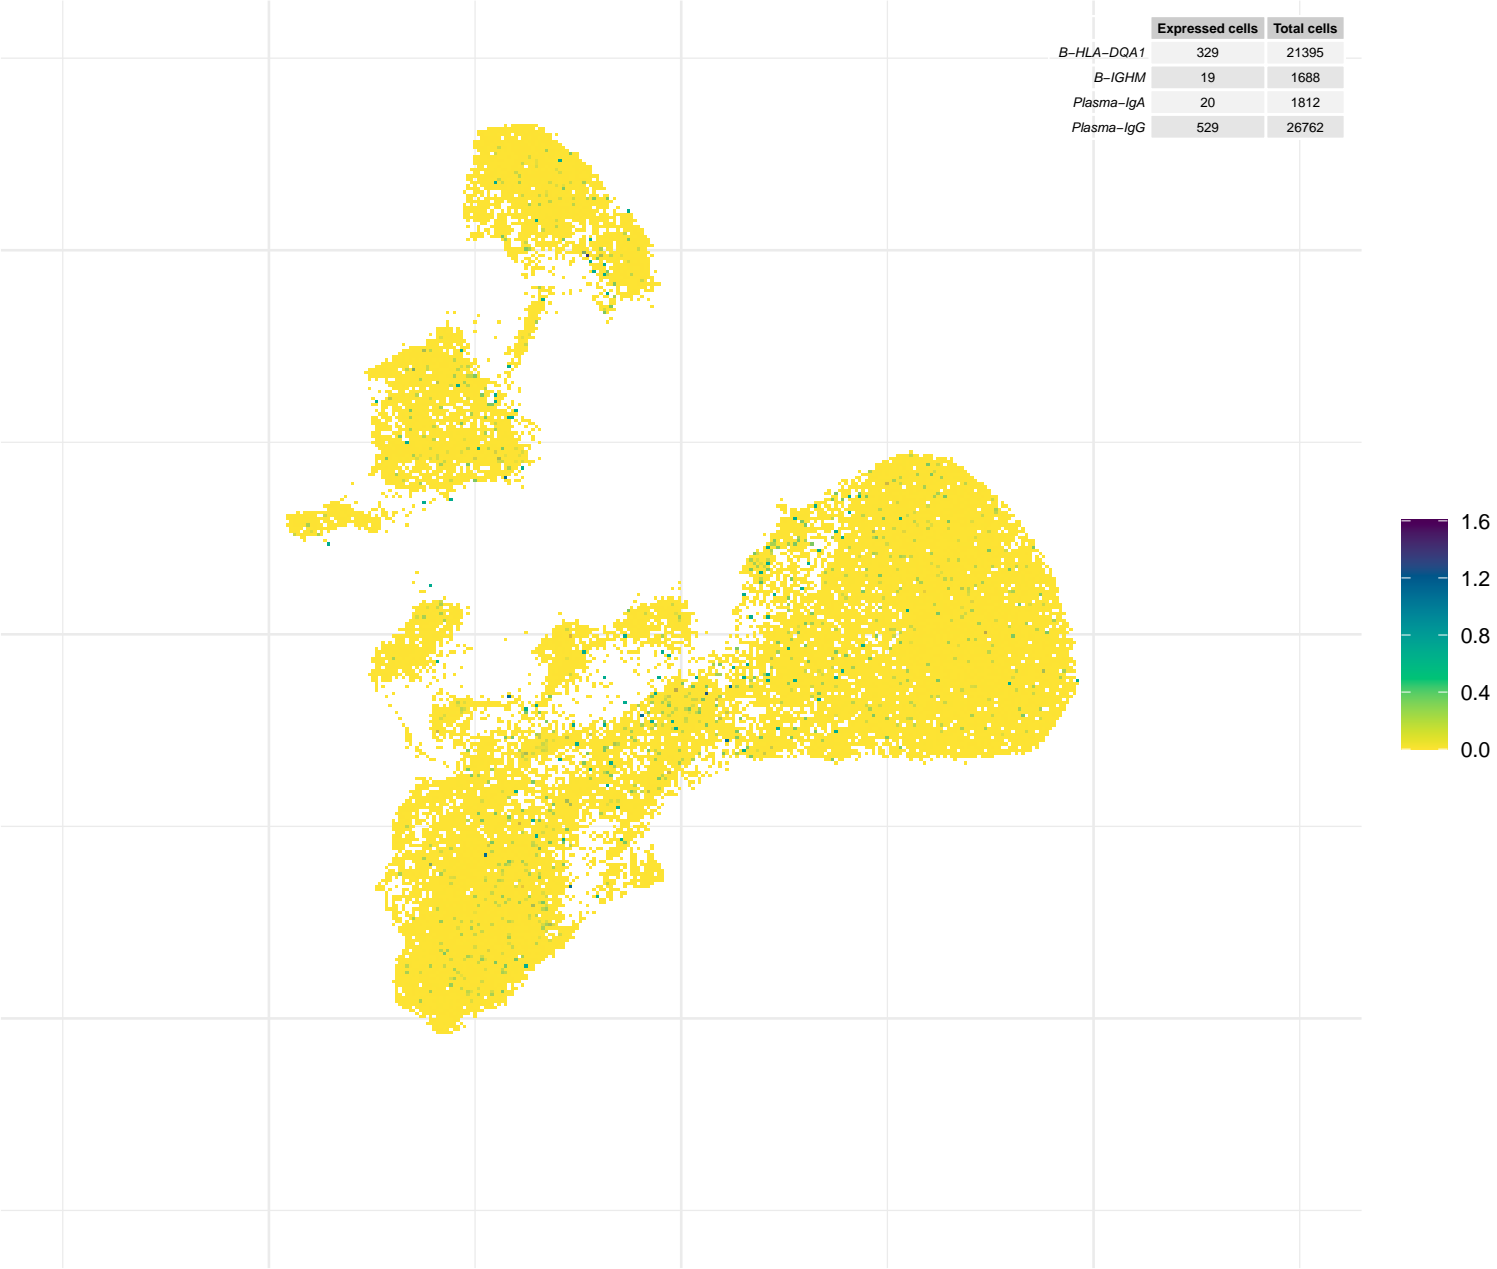 Expressed cells Total cells
B−HLA−DQA1 329 21395
B−IGHM 19 1688
Plasma−IgA 20 1812
Plasma−IgG 529 26762
1.6
1.2
0.8
0.4
0.0